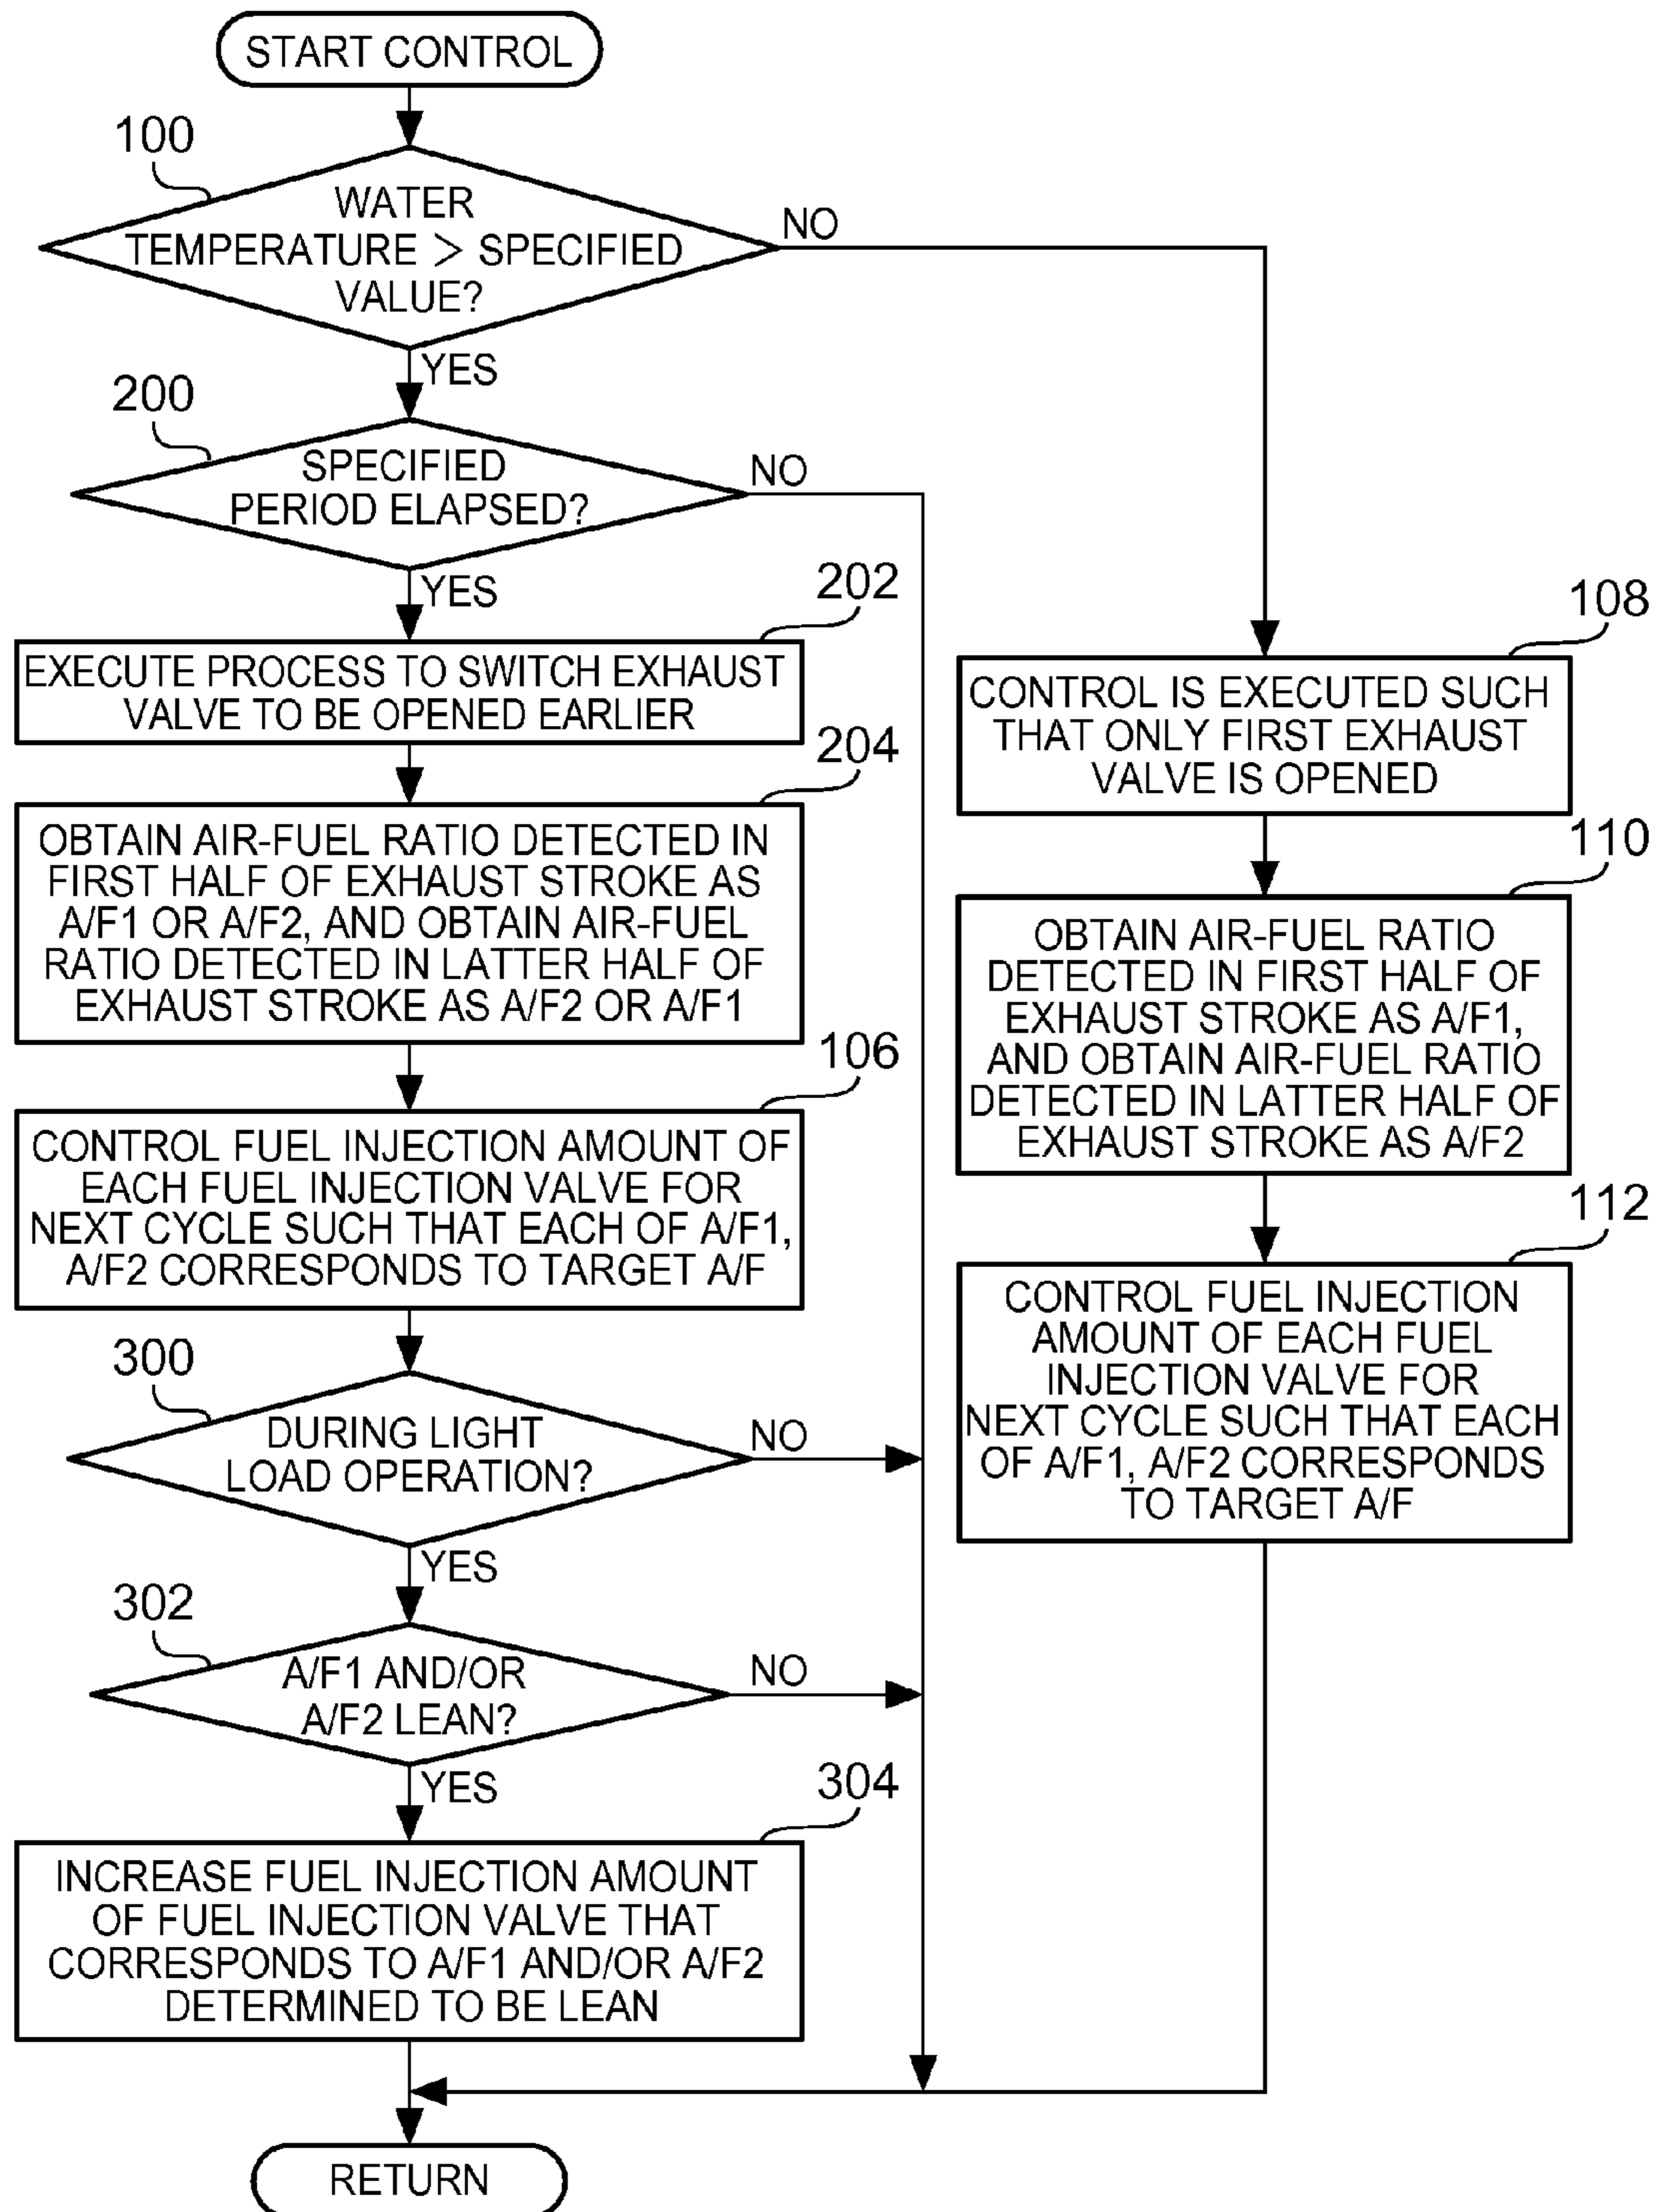 START CONTROL
100
WATER
TEMPERATURE > SPECIFIED
VALUE?
NO
YES
200
SPECIFIED
PERIOD ELAPSED?
NO
YES
202
EXECUTE PROCESS TO SWITCH EXHAUST
VALVE TO BE OPENED EARLIER
204
OBTAIN AIR-FUEL RATIO DETECTED IN
FIRST HALF OF EXHAUST STROKE AS
A/F1 OR A/F2, AND OBTAIN AIR-FUEL
RATIO DETECTED IN LATTER HALF OF
EXHAUST STROKE AS A/F2 OR A/F1
106
CONTROL FUEL INJECTION AMOUNT OF
EACH FUEL INJECTION VALVE FOR
NEXT CYCLE SUCH THAT EACH OF A/F1,
A/F2 CORRESPONDS TO TARGET A/F
300
DURING LIGHT
LOAD OPERATION?
NO
YES
302
A/F1 AND/OR
A/F2 LEAN?
NO
YES
304
INCREASE FUEL INJECTION AMOUNT
OF FUEL INJECTION VALVE THAT
CORRESPONDS TO A/F1 AND/OR A/F2
DETERMINED TO BE LEAN
108
CONTROL IS EXECUTED SUCH
THAT ONLY FIRST EXHAUST
VALVE IS OPENED
110
OBTAIN AIR-FUEL RATIO
DETECTED IN FIRST HALF OF
EXHAUST STROKE AS A/F1,
AND OBTAIN AIR-FUEL RATIO
DETECTED IN LATTER HALF OF
EXHAUST STROKE AS A/F2
112
CONTROL FUEL INJECTION
AMOUNT OF EACH FUEL
INJECTION VALVE FOR
NEXT CYCLE SUCH THAT EACH
OF A/F1, A/F2 CORRESPONDS
TO TARGET A/F
RETURN